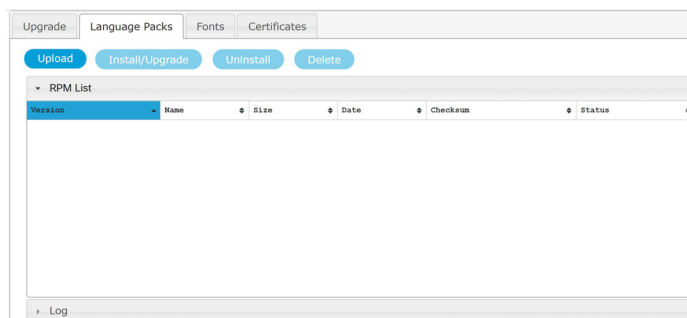 Upgrade Language Packs Fonts Certificates
Upload Install/Upgrade Uninstall Delete
RPM List
Version Name Size Date Checksum Status
Log